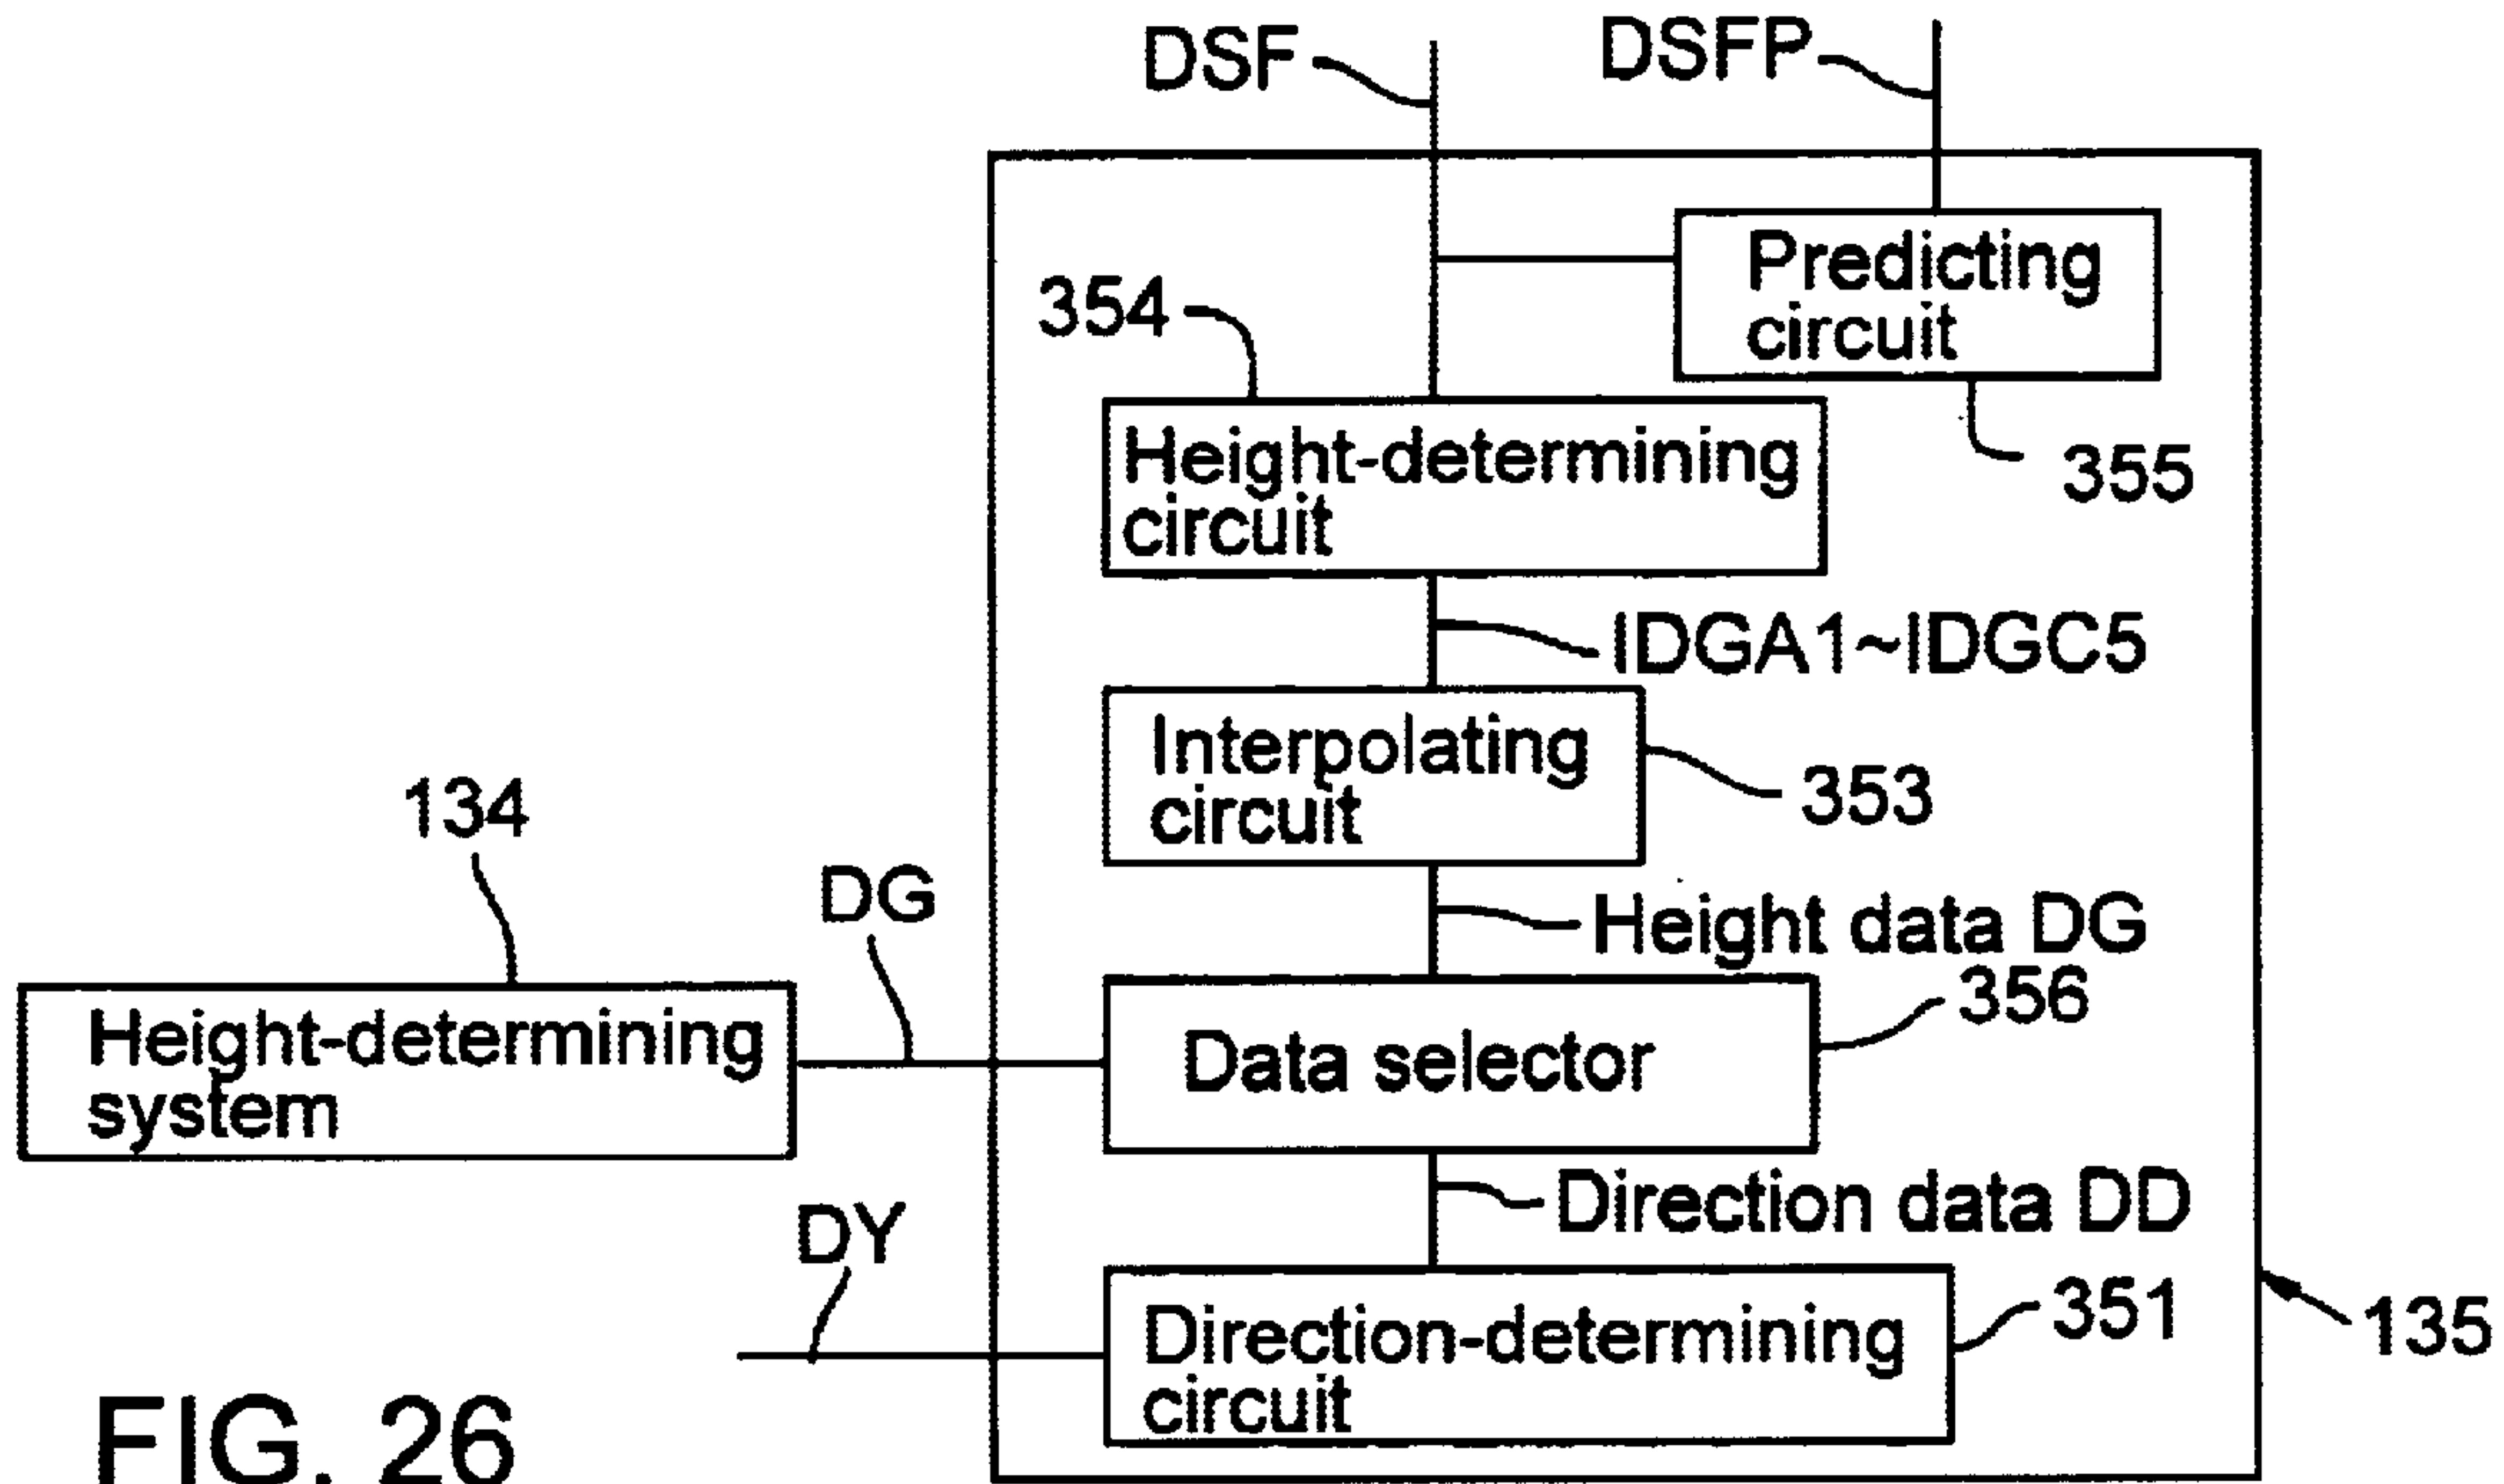 DSF
DSFP
Predicting
circuit
354
Height-determining
circuit
355
IDGA1~IDGC5
Interpolating
circuit
353
134
DG
Height data DG
356
Height-determining
system
Data selector
DY
Direction data DD
351
135
Direction-determining
circuit
FIG. 26